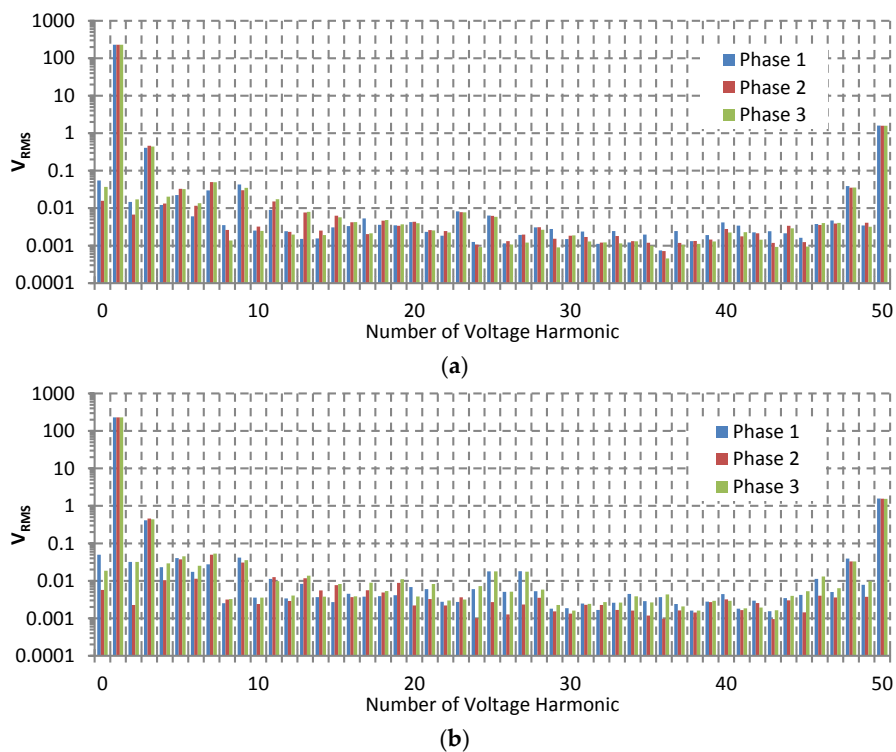 1000
100
10
1
0.1
0.01
0.001
0.0001
V_RMS
Phase 1
Phase 2
Phase 3
0 10 20 30 40 50
Number of Voltage Harmonic
(a)
1000
100
10
1
0.1
0.01
0.001
0.0001
V_RMS
Phase 1
Phase 2
Phase 3
0 10 20 30 40 50
Number of Voltage Harmonic
(b)